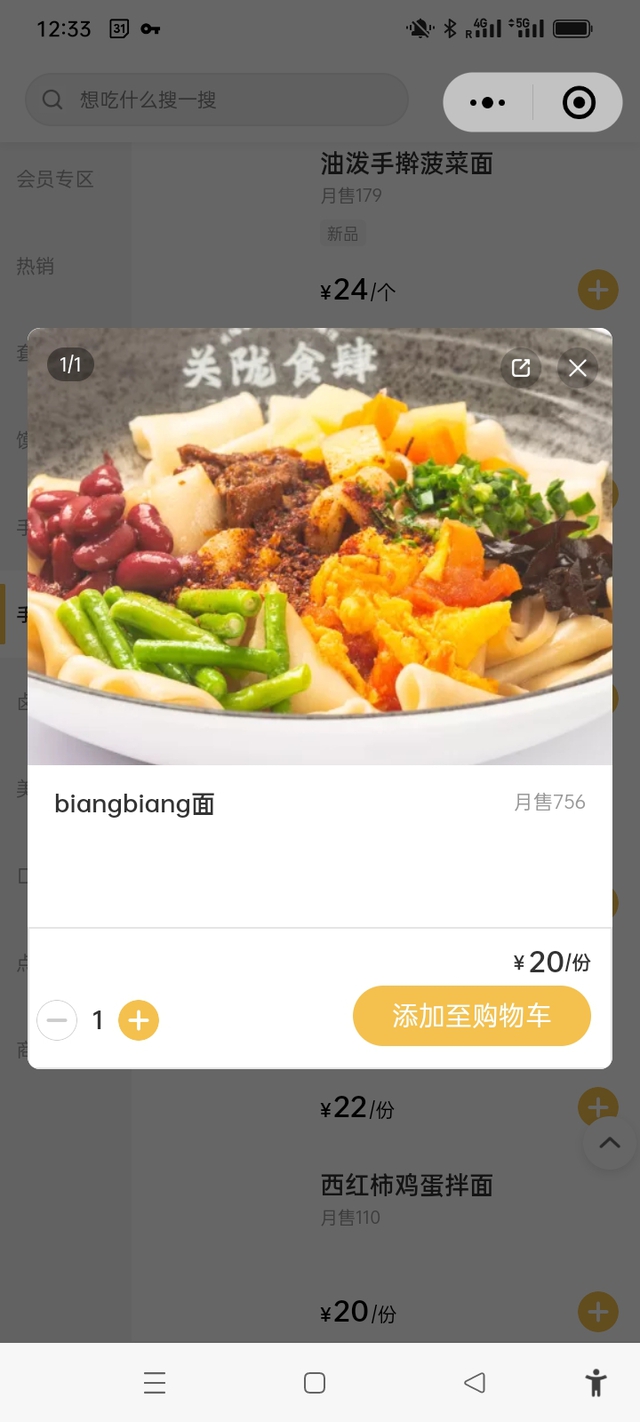 12:33
31
R 4G 5G
想吃什么搜一搜
油泼手擀菠菜面
会员专区
月售179
新品
热销
¥24/个
1/1
关陇食肆
biangbiang面
月售756
¥20/份
1
添加至购物车
¥22/份
西红柿鸡蛋拌面
月售110
¥20/份